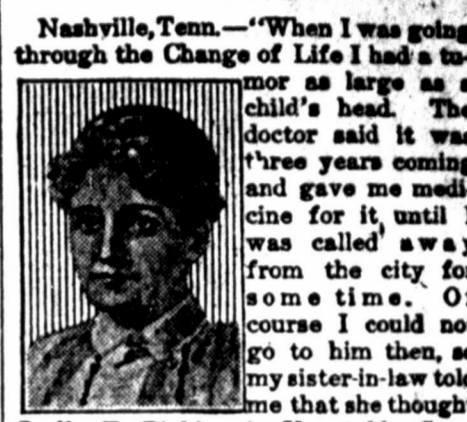 Nashville, Tenn.—"When I was going
through the Change of Life I had a tu-
mor as large as a
child's head. The
doctor said it was
three years coming
and gave me medi-
cine for it until I
was called away
from the city for
some time. Of
course I could not
go to him then, so
my sister-in-law told
me that she thought